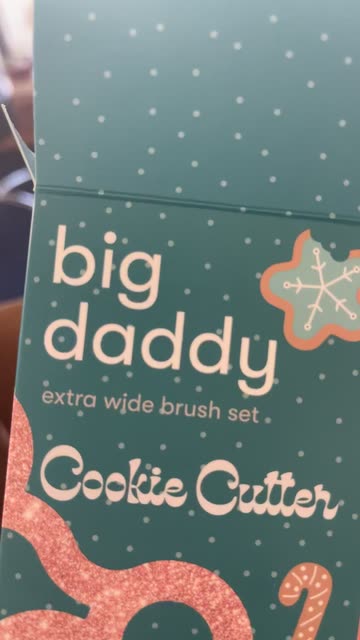 big
daddy
extra wide brush set
Cookie Cutter